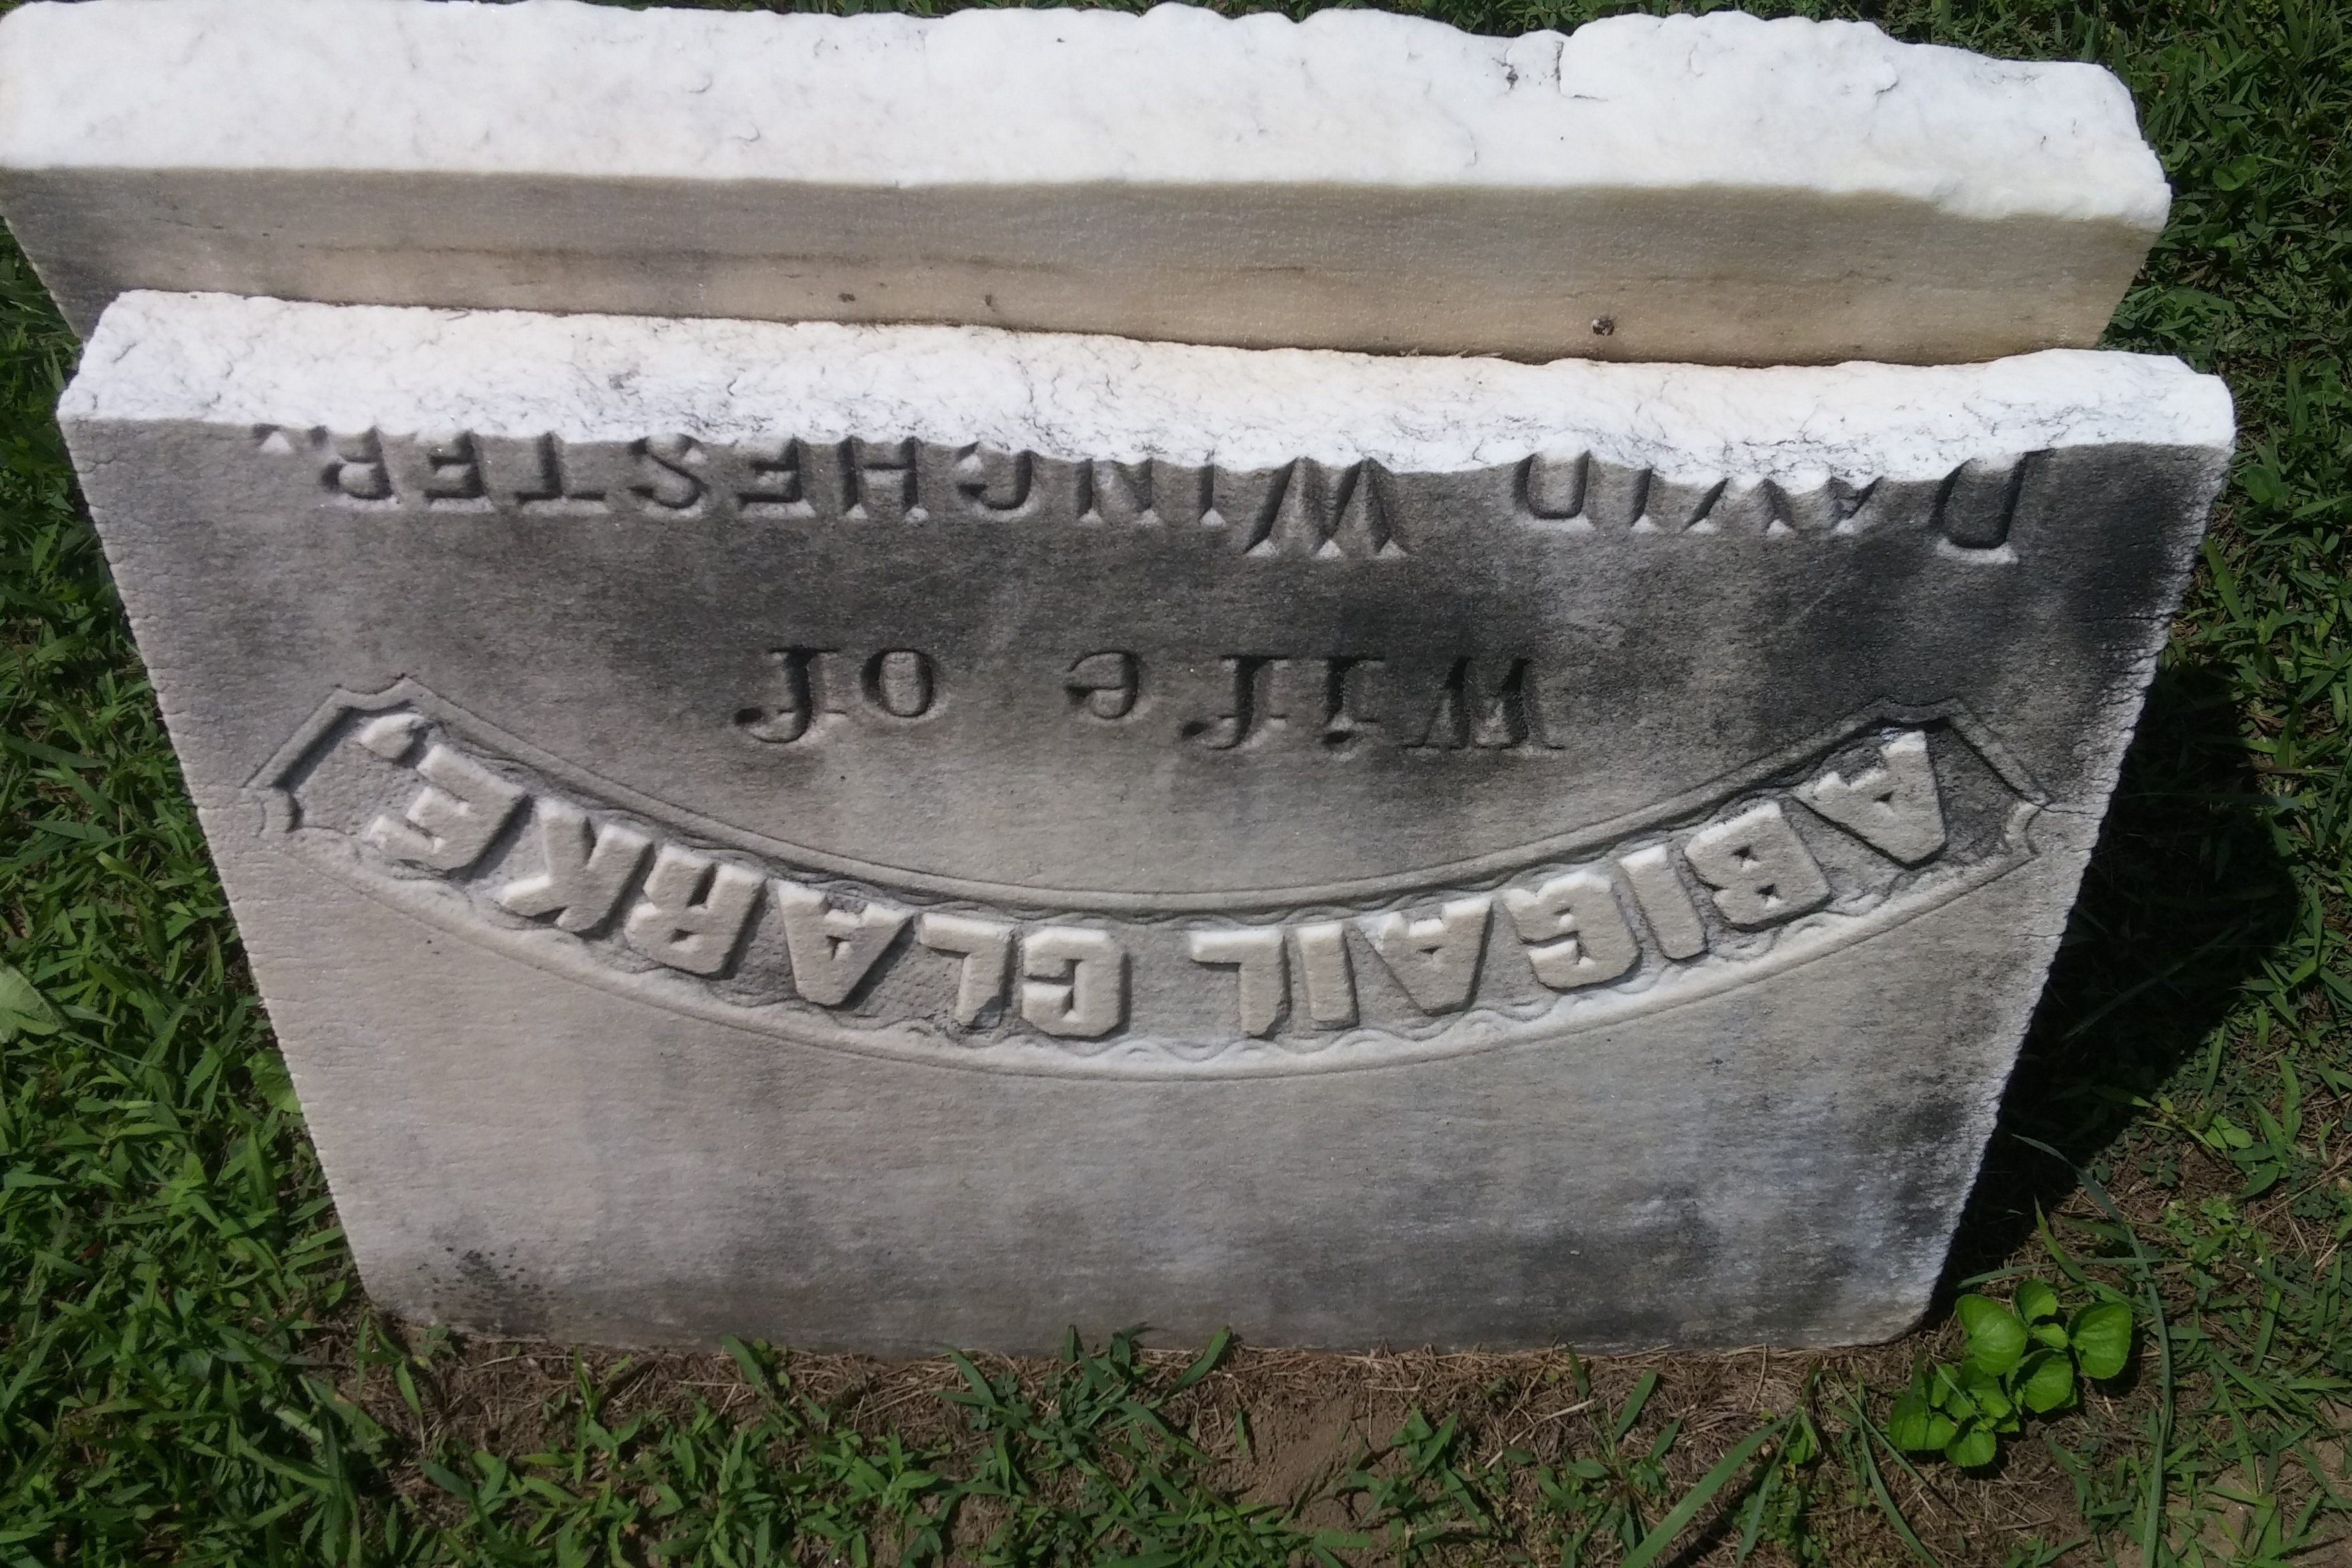 ABIGAIL CLARKE,
Wife of
DAVID WINCHESTER.